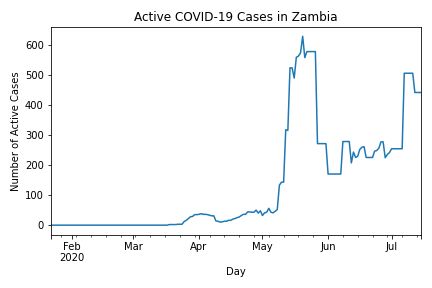 Active COVID-19 Cases in Zambia
Number of Active Cases
600
500
400
300
200
100
0
Feb Mar Apr May Jun Jul
2020
Day